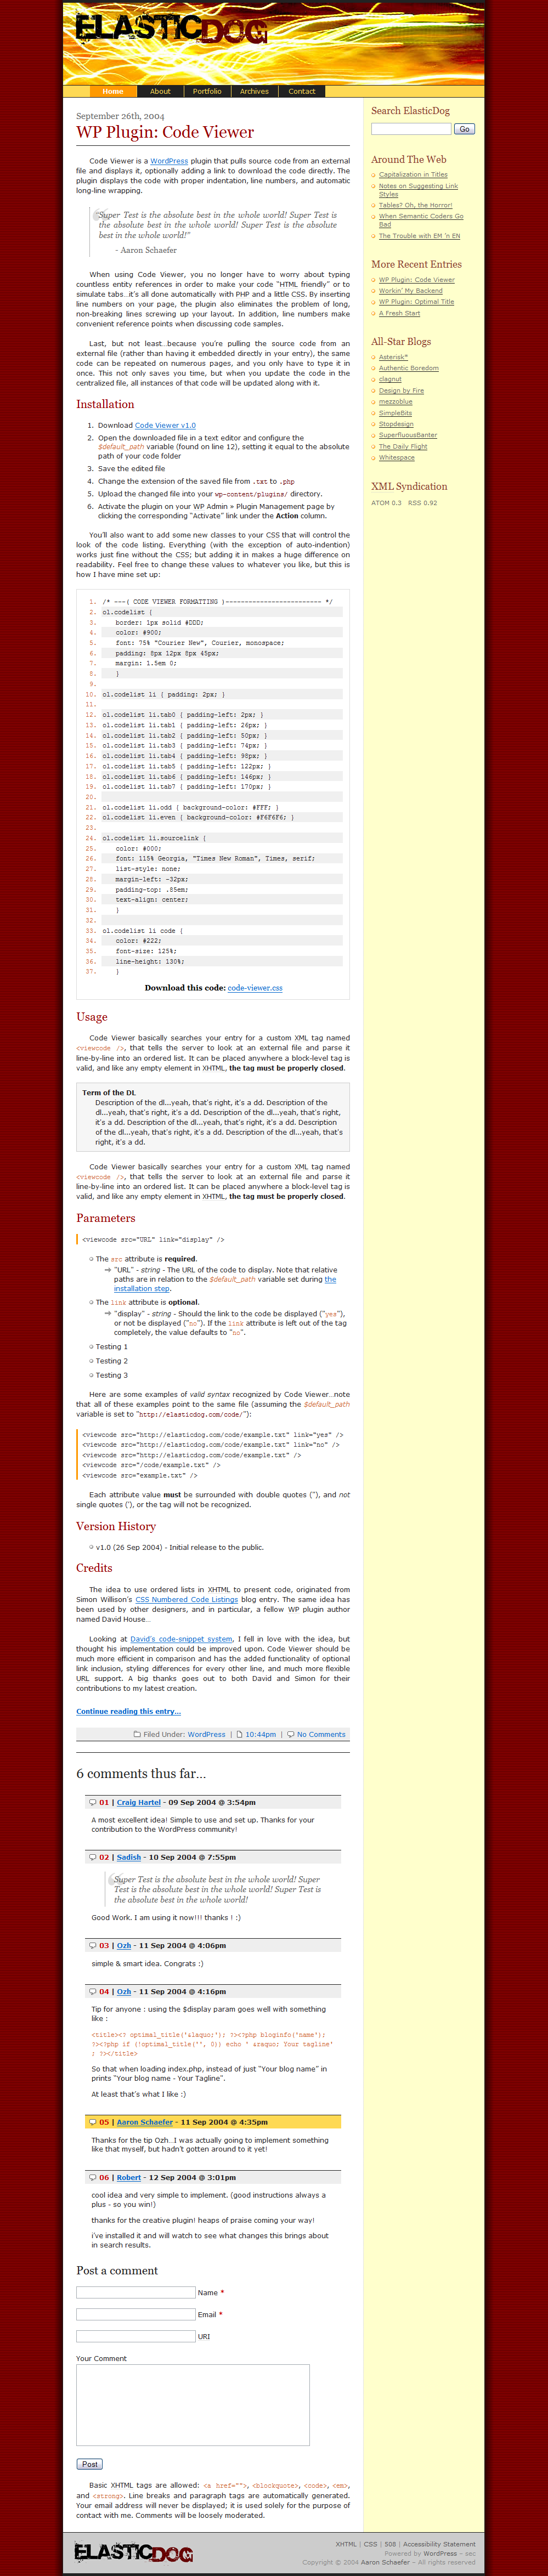 ELASTICDOG
Home About Portfolio Archives Contact
September 26th, 2004
WP Plugin: Code Viewer
Code Viewer is a WordPress plugin that pulls source code from an external
file and displays it, optionally adding a link to download the code directly. The
plugin displays the code with proper indentation, line numbers, and automatic
long-line wrapping.
"Super Test is the absolute best in the whole world! Super Test is
the absolute best in the whole world! Super Test is the absolute
best in the whole world!"
- Aaron Schaefer
When using Code Viewer, you no longer have to worry about typing
countless entity references in order to make your code "HTML friendly" or to
simulate tabs...it's all done automatically with PHP and a little CSS. By inserting
line numbers on your page, the plugin also eliminates the problem of long,
non-breaking lines screwing up your layout. In addition, line numbers make
convenient reference points when discussing code samples.
Last, but not least...because you're pulling the source code from an
external file (rather than having it embedded directly in your entry), the same
code can be repeated on numerous pages, and you only have to type it in
once. This not only saves you time, but when you update the code in the
centralized file, all instances of that code will be updated along with it.
Installation
1. Download Code Viewer v1.0
2. Open the downloaded file in a text editor and configure the
$default_path variable (found on line 12), setting it equal to the absolute
path of your code folder
3. Save the edited file
4. Change the extension of the saved file from .txt to .php
5. Upload the changed file into your wp-content/plugins/ directory.
6. Activate the plugin on your WP Admin » Plugin Management page by
clicking the corresponding "Activate" link under the Action column.
You'll also want to add some new classes to your CSS that will control the
look of the code listing. Everything (with the exception of auto-indention)
works just fine without the CSS; but adding it in makes a huge difference on
readability. Feel free to change these values to whatever you like, but this is
how I have mine set up:
1. /* ---( CODE VIEWER FORMATTING )------------------------- */
2. ol.codelist {
3. border: 1px solid #DDD;
4. color: #900;
5. font: 75% "Courier New", Courier, monospace;
6. padding: 8px 12px 8px 45px;
7. margin: 1.5em 0;
8. }
9.
10. ol.codelist li { padding: 2px; }
11.
12. ol.codelist li.tab0 { padding-left: 2px; }
13. ol.codelist li.tab1 { padding-left: 26px; }
14. ol.codelist li.tab2 { padding-left: 50px; }
15. ol.codelist li.tab3 { padding-left: 74px; }
16. ol.codelist li.tab4 { padding-left: 98px; }
17. ol.codelist li.tab5 { padding-left: 122px; }
18. ol.codelist li.tab6 { padding-left: 146px; }
19. ol.codelist li.tab7 { padding-left: 170px; }
20.
21. ol.codelist li.odd { background-color: #FFF; }
22. ol.codelist li.even { background-color: #F6F6F6; }
23.
24. ol.codelist li.sourcelink {
25. color: #000;
26. font: 115% Georgia, "Times New Roman", Times, serif;
27. list-style: none;
28. margin-left: -32px;
29. padding-top: .85em;
30. text-align: center;
31. }
32.
33. ol.codelist li code {
34. color: #222;
35. font-size: 125%;
36. line-height: 130%;
37. }
Download this code: code-viewer.css
Usage
Code Viewer basically searches your entry for a custom XML tag named
<viewcode />, that tells the server to look at an external file and parse it
line-by-line into an ordered list. It can be placed anywhere a block-level tag is
valid, and like any empty element in XHTML, the tag must be properly closed.
Term of the DL
Description of the dl...yeah, that's right, it's a dd. Description of the
dl...yeah, that's right, it's a dd. Description of the dl...yeah, that's right,
it's a dd. Description of the dl...yeah, that's right, it's a dd. Description
of the dl...yeah, that's right, it's a dd. Description of the dl...yeah, that's
right, it's a dd.
Code Viewer basically searches your entry for a custom XML tag named
<viewcode />, that tells the server to look at an external file and parse it
line-by-line into an ordered list. It can be placed anywhere a block-level tag is
valid, and like any empty element in XHTML, the tag must be properly closed.
Parameters
<viewcode src="URL" link="display" />
The src attribute is required.
"URL" - string - The URL of the code to display. Note that relative
paths are in relation to the $default_path variable set during the
installation step.
The link attribute is optional.
"display" - string - Should the link to the code be displayed ("yes"),
or not be displayed ("no"). If the link attribute is left out of the tag
completely, the value defaults to "no".
Testing 1
Testing 2
Testing 3
Here are some examples of valid syntax recognized by Code Viewer...note
that all of these examples point to the same file (assuming the $default_path
variable is set to "http://elasticdog.com/code/"):
<viewcode src="http://elasticdog.com/code/example.txt" link="yes" />
<viewcode src="http://elasticdog.com/code/example.txt" link="no" />
<viewcode src="http://elasticdog.com/code/example.txt" />
<viewcode src="/code/example.txt" />
<viewcode src="example.txt" />
Each attribute value must be surrounded with double quotes ("), and not
single quotes ('), or the tag will not be recognized.
Version History
v1.0 (26 Sep 2004) - Initial release to the public.
Credits
The idea to use ordered lists in XHTML to present code, originated from
Simon Willison's CSS Numbered Code Listings blog entry. The same idea has
been used by other designers, and in particular, a fellow WP plugin author
named David House...
Looking at David's code-snippet system, I fell in love with the idea, but
thought his implementation could be improved upon. Code Viewer should be
much more efficient in comparison and has the added functionality of optional
link inclusion, styling differences for every other line, and much more flexible
URL support. A big thanks goes out to both David and Simon for their
contributions to my latest creation.
Continue reading this entry...
Filed Under: WordPress | 10:44pm | No Comments
6 comments thus far...
01 | Craig Hartel - 09 Sep 2004 @ 3:54pm
A most excellent idea! Simple to use and set up. Thanks for your
contribution to the WordPress community!
02 | Sadish - 10 Sep 2004 @ 7:55pm
Super Test is the absolute best in the whole world! Super
Test is the absolute best in the whole world! Super Test is
the absolute best in the whole world!
Good Work. I am using it now!!! thanks ! :)
03 | Ozh - 11 Sep 2004 @ 4:06pm
simple & smart idea. Congrats :)
04 | Ozh - 11 Sep 2004 @ 4:16pm
Tip for anyone : using the $display param goes well with something
like :
<title><? optimal_title('&laquo;'); ?><?php bloginfo('name');
?><?php if (!optimal_title('', 0)) echo ' &raquo; Your tagline'
; ?></title>
So that when loading index.php, instead of just "Your blog name" in
prints "Your blog name - Your Tagline".
At least that's what I like :)
05 | Aaron Schaefer - 11 Sep 2004 @ 4:35pm
Thanks for the tip Ozh...I was actually going to implement something
like that myself, but hadn't gotten around to it yet!
06 | Robert - 12 Sep 2004 @ 3:01pm
cool idea and very simple to implement. (good instructions always a
plus - so you win!)
thanks for the creative plugin! heaps of praise coming your way!
i've installed it and will watch to see what changes this brings about
in search results.
Post a comment
Name *
Email *
URI
Your Comment
Post
Basic XHTML tags are allowed: <a href="">, <blockquote>, <code>, <em>,
and <strong>. Line breaks and paragraph tags are automatically generated.
Your email address will never be displayed; it is used solely for the purpose of
contact with me. Comments will be loosely moderated.
Search ElasticDog
Go
Around The Web
Capitalization in Titles
Notes on Suggesting Link
Styles
Tables? Oh, the Horror!
When Semantic Coders Go
Bad
The Trouble with EM 'n EN
More Recent Entries
WP Plugin: Code Viewer
Workin' My Backend
WP Plugin: Optimal Title
A Fresh Start
All-Star Blogs
Asterisk*
Authentic Boredom
clagnut
Design by Fire
mezzoblue
SimpleBits
Stopdesign
SuperfluousBanter
The Daily Flight
Whitespace
XML Syndication
ATOM 0.3 RSS 0.92
ELASTICDOG
XHTML | CSS | 508 | Accessibility Statement
Powered by WordPress – sec
Copyright © 2004 Aaron Schaefer – All rights reserved